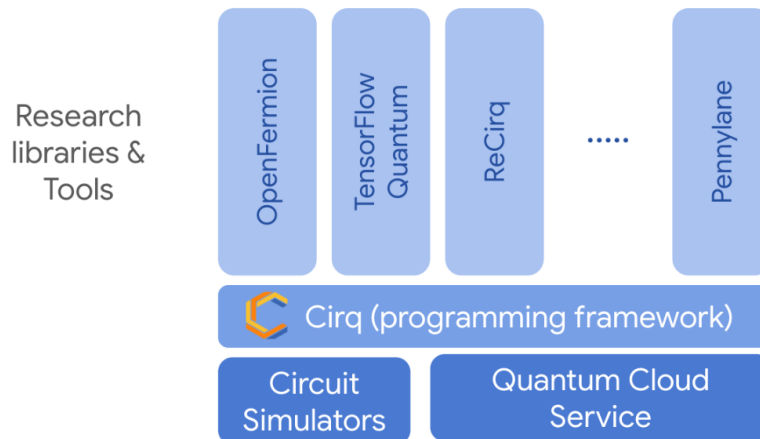 Research
libraries &
Tools
OpenFermion
TensorFlow
Quantum
ReCirq
.....
Pennylane
Cirq (programming framework)
Circuit
Simulators
Quantum Cloud
Service